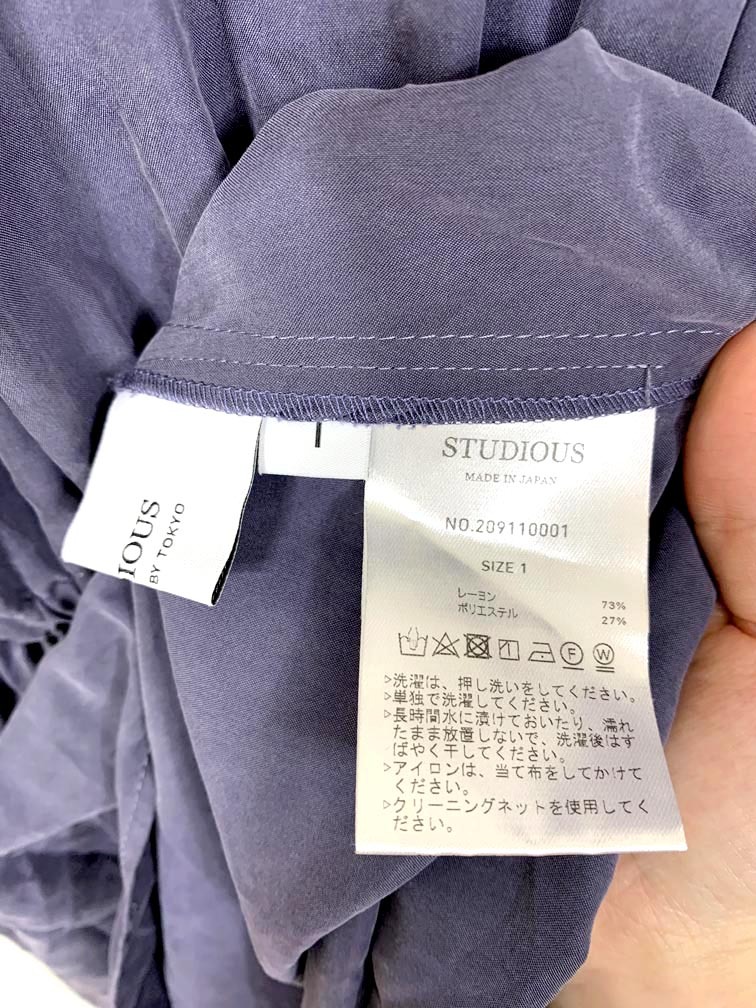 DIOUS
BY TOKYO
1
STUDIOUS
MADE IN JAPAN
NO.209110001
SIZE 1
レーヨン 73%
ポリエステル 27%
F W
>洗濯は、押し洗いをしてください。
>単独で洗濯してください。
>長時間水に漬けておいたり、濡れ
たまま放置しないで、洗濯後はす
ばやく干してください。
>アイロンは、当て布をしてかけて
ください。
>クリーニングネットを使用してく
ださい。